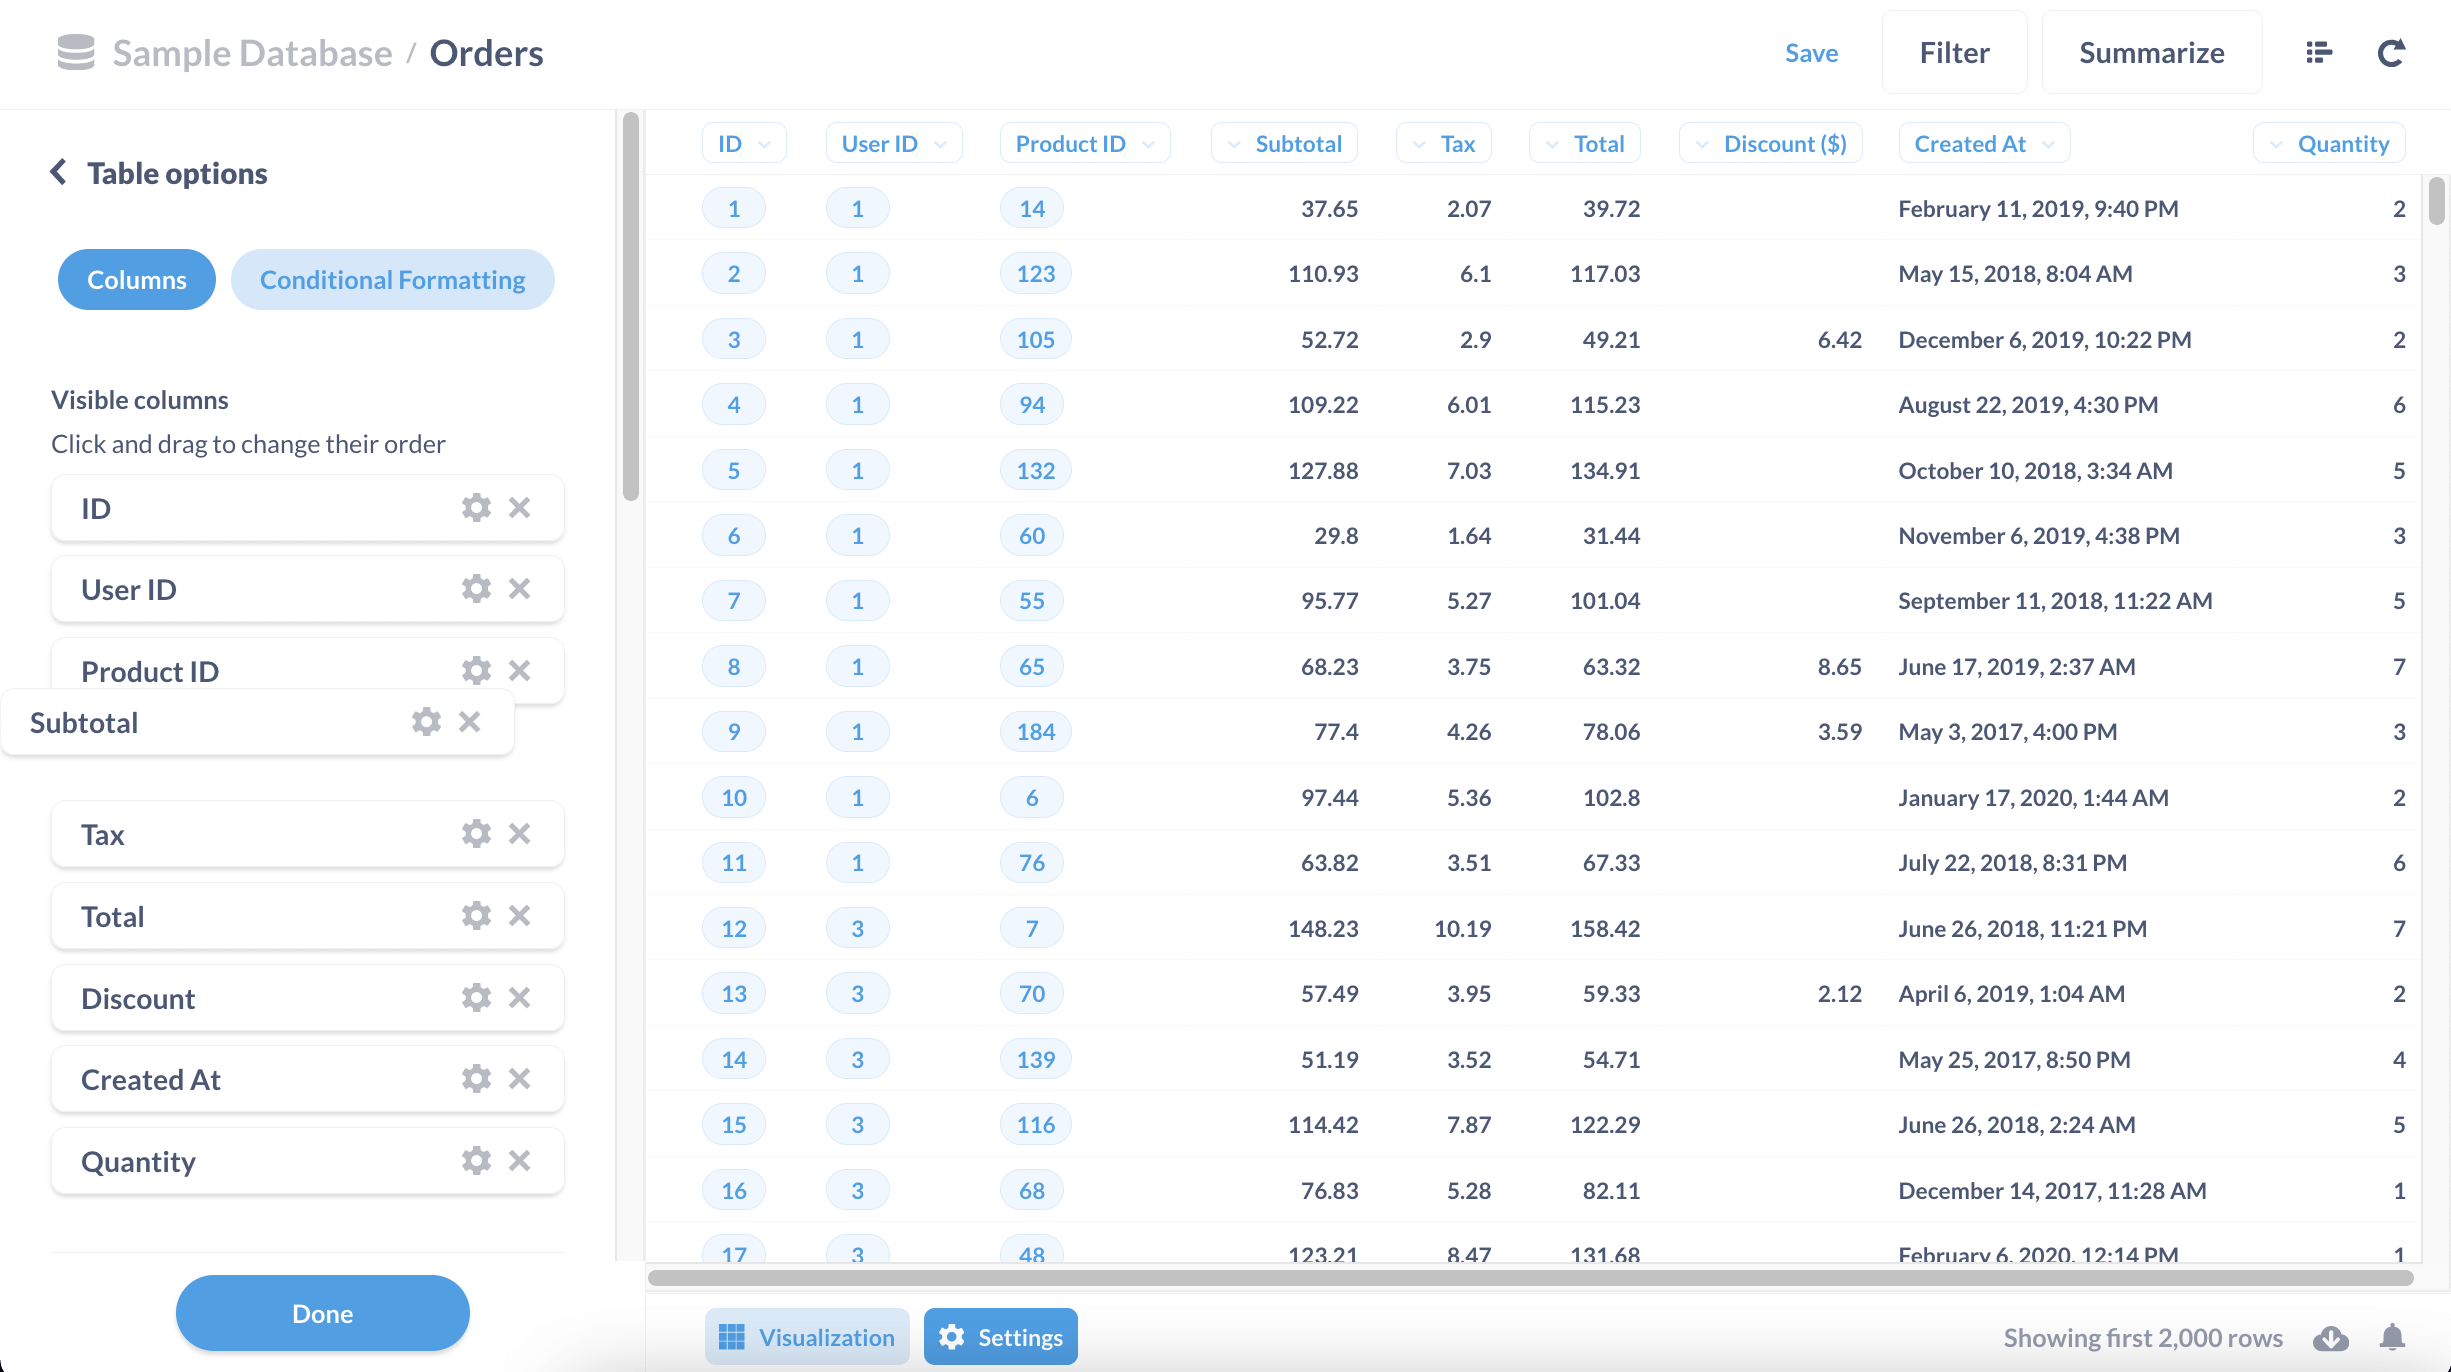 Sample Database / Orders
Save
Filter
Summarize
Table options
Columns
Conditional Formatting
Visible columns
Click and drag to change their order
ID
User ID
Product ID
Subtotal
Tax
Total
Discount
Created At
Quantity
Done
ID User ID Product ID Subtotal Tax Total Discount ($) Created At Quantity
1 1 14 37.65 2.07 39.72 February 11, 2019, 9:40 PM 2
2 1 123 110.93 6.1 117.03 May 15, 2018, 8:04 AM 3
3 1 105 52.72 2.9 49.21 6.42 December 6, 2019, 10:22 PM 2
4 1 94 109.22 6.01 115.23 August 22, 2019, 4:30 PM 6
5 1 132 127.88 7.03 134.91 October 10, 2018, 3:34 AM 5
6 1 60 29.8 1.64 31.44 November 6, 2019, 4:38 PM 3
7 1 55 95.77 5.27 101.04 September 11, 2018, 11:22 AM 5
8 1 65 68.23 3.75 63.32 8.65 June 17, 2019, 2:37 AM 7
9 1 184 77.4 4.26 78.06 3.59 May 3, 2017, 4:00 PM 3
10 1 6 97.44 5.36 102.8 January 17, 2020, 1:44 AM 2
11 1 76 63.82 3.51 67.33 July 22, 2018, 8:31 PM 6
12 3 7 148.23 10.19 158.42 June 26, 2018, 11:21 PM 7
13 3 70 57.49 3.95 59.33 2.12 April 6, 2019, 1:04 AM 2
14 3 139 51.19 3.52 54.71 May 25, 2017, 8:50 PM 4
15 3 116 114.42 7.87 122.29 June 26, 2018, 2:24 AM 5
16 3 68 76.83 5.28 82.11 December 14, 2017, 11:28 AM 1
17 3 48 123.21 8.47 131.68 February 6, 2020, 12:14 PM 1
Visualization
Settings
Showing first 2,000 rows